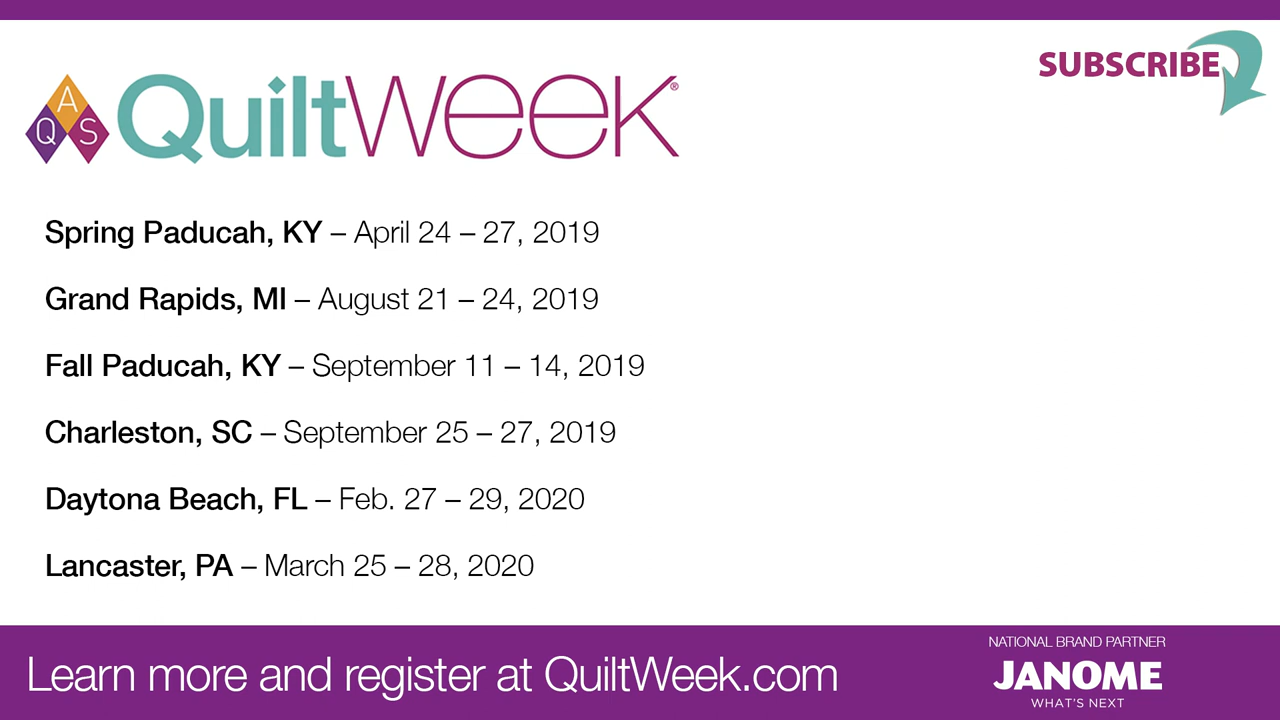 SUBSCRIBE
A
Q S
QuiltWeek®
Spring Paducah, KY – April 24 – 27, 2019
Grand Rapids, MI – August 21 – 24, 2019
Fall Paducah, KY – September 11 – 14, 2019
Charleston, SC – September 25 – 27, 2019
Daytona Beach, FL – Feb. 27 – 29, 2020
Lancaster, PA – March 25 – 28, 2020
Learn more and register at QuiltWeek.com
NATIONAL BRAND PARTNER
JANOME
WHAT'S NEXT